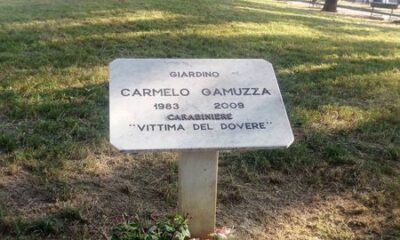 GIARDINO
CARMELO GAMUZZA
1983 2009
CARABINIERE
"VITTIMA DEL DOVERE"